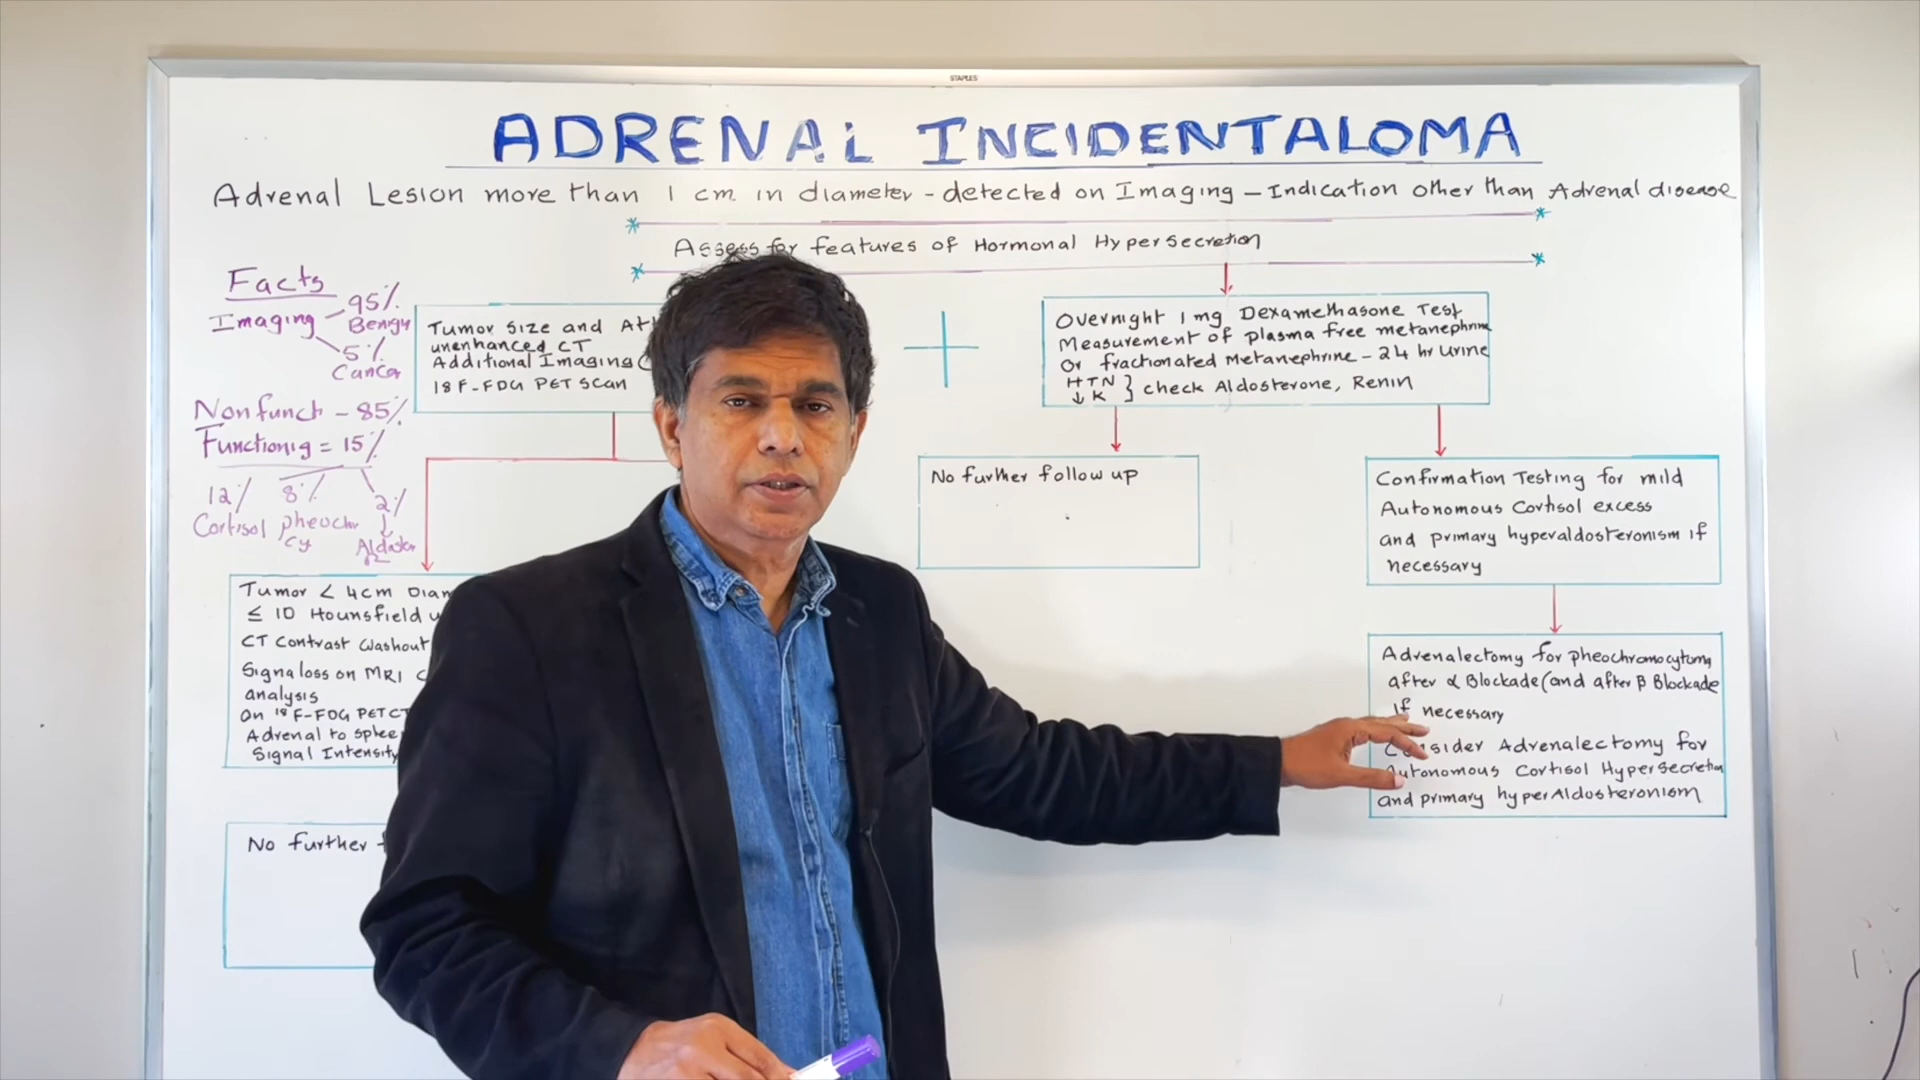 STAPLES
ADRENAL INCIDENTALOMA
Adrenal Lesion more than 1 cm in diameter - detected on Imaging - Indication other than Adrenal disease
Assess for features of Hormonal Hypersecretion
Facts
Imaging
95%
Benign
5%
Cancer
Nonfunct - 85%
Functionig = 15%
12%
Cortisol
8%
pheochr
cy
2%
Tumor size and
unenhanced CT
Additional Imaging
18 F-FDG PET Scan
Tumor < 4cm
≤ 10 Hounsfield
CT Contrast Washout
Signaloss on MRI
analysis
On 18F-FDG PET CT
Adrenal to
Signal Intensity
No further
+
Overnight 1 mg Dexamethasone Test
Measurement of plasma free metanephrine
Or fractionated Metanephrine - 24 hr Urine
HTN
↓ K } check Aldosterone, Renin
No further follow up
Confirmation Testing for mild
Autonomous Cortisol excess
and primary hyperaldosteronism if
necessary
Adrenalectomy for pheochromocytoma
after α Blockade (and after β Blockade
If necessary
Consider Adrenalectomy for
Autonomous Cortisol Hypersecretion
and primary hyperAldosteronism